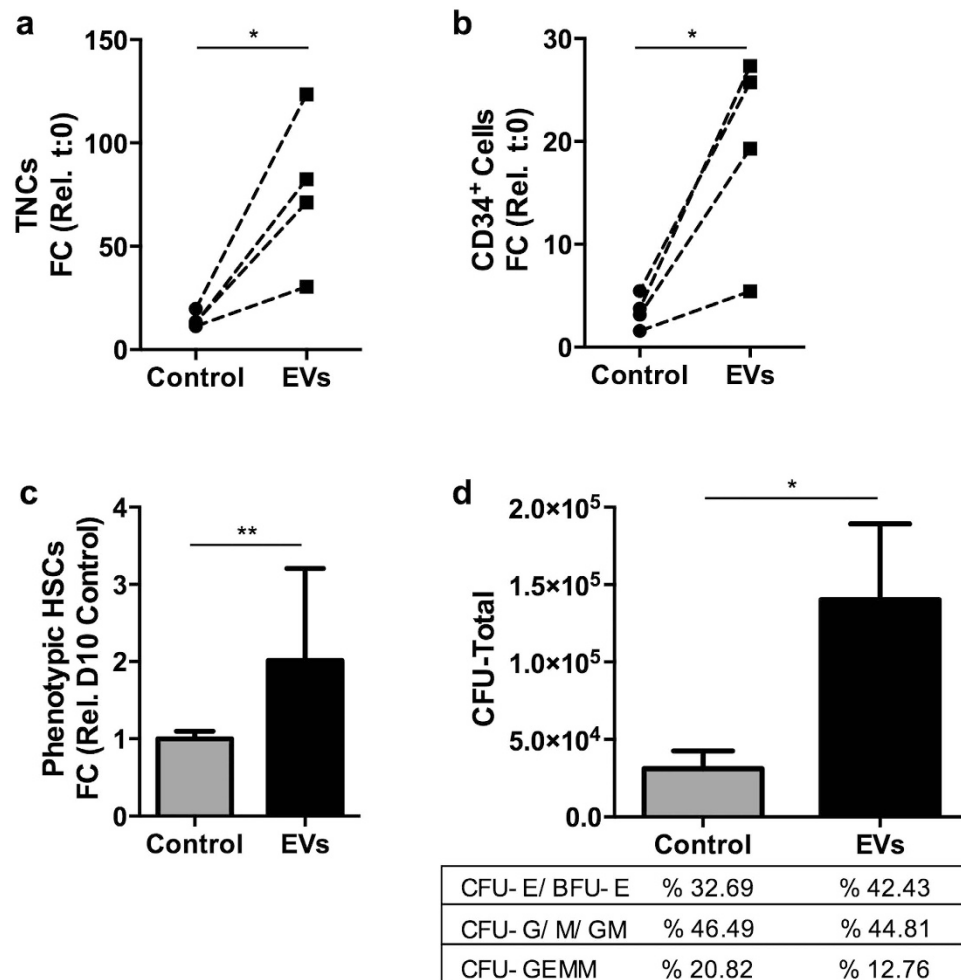 a
*
150
100
50
0
TNCs
FC (Rel. t:0)
Control EVs
b
*
30
20
10
0
CD34⁺ Cells
FC (Rel. t:0)
Control EVs
c
**
4
3
2
1
0
Phenotypic HSCs
FC (Rel. D10 Control)
Control EVs
d
*
2.0×10⁵
1.5×10⁵
1.0×10⁵
5.0×10⁴
0.0
CFU-Total
Control EVs
CFU- E/ BFU- E % 32.69 % 42.43
CFU- G/ M/ GM % 46.49 % 44.81
CFU- GEMM % 20.82 % 12.76